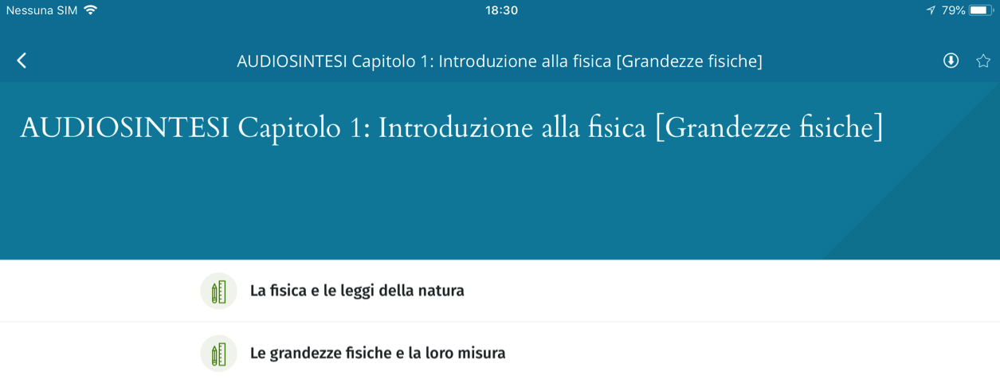 Nessuna SIM 18:30 79%
AUDIOSINTESI Capitolo 1: Introduzione alla fisica [Grandezze fisiche]
AUDIOSINTESI Capitolo 1: Introduzione alla fisica [Grandezze fisiche]
La fisica e le leggi della natura
Le grandezze fisiche e la loro misura